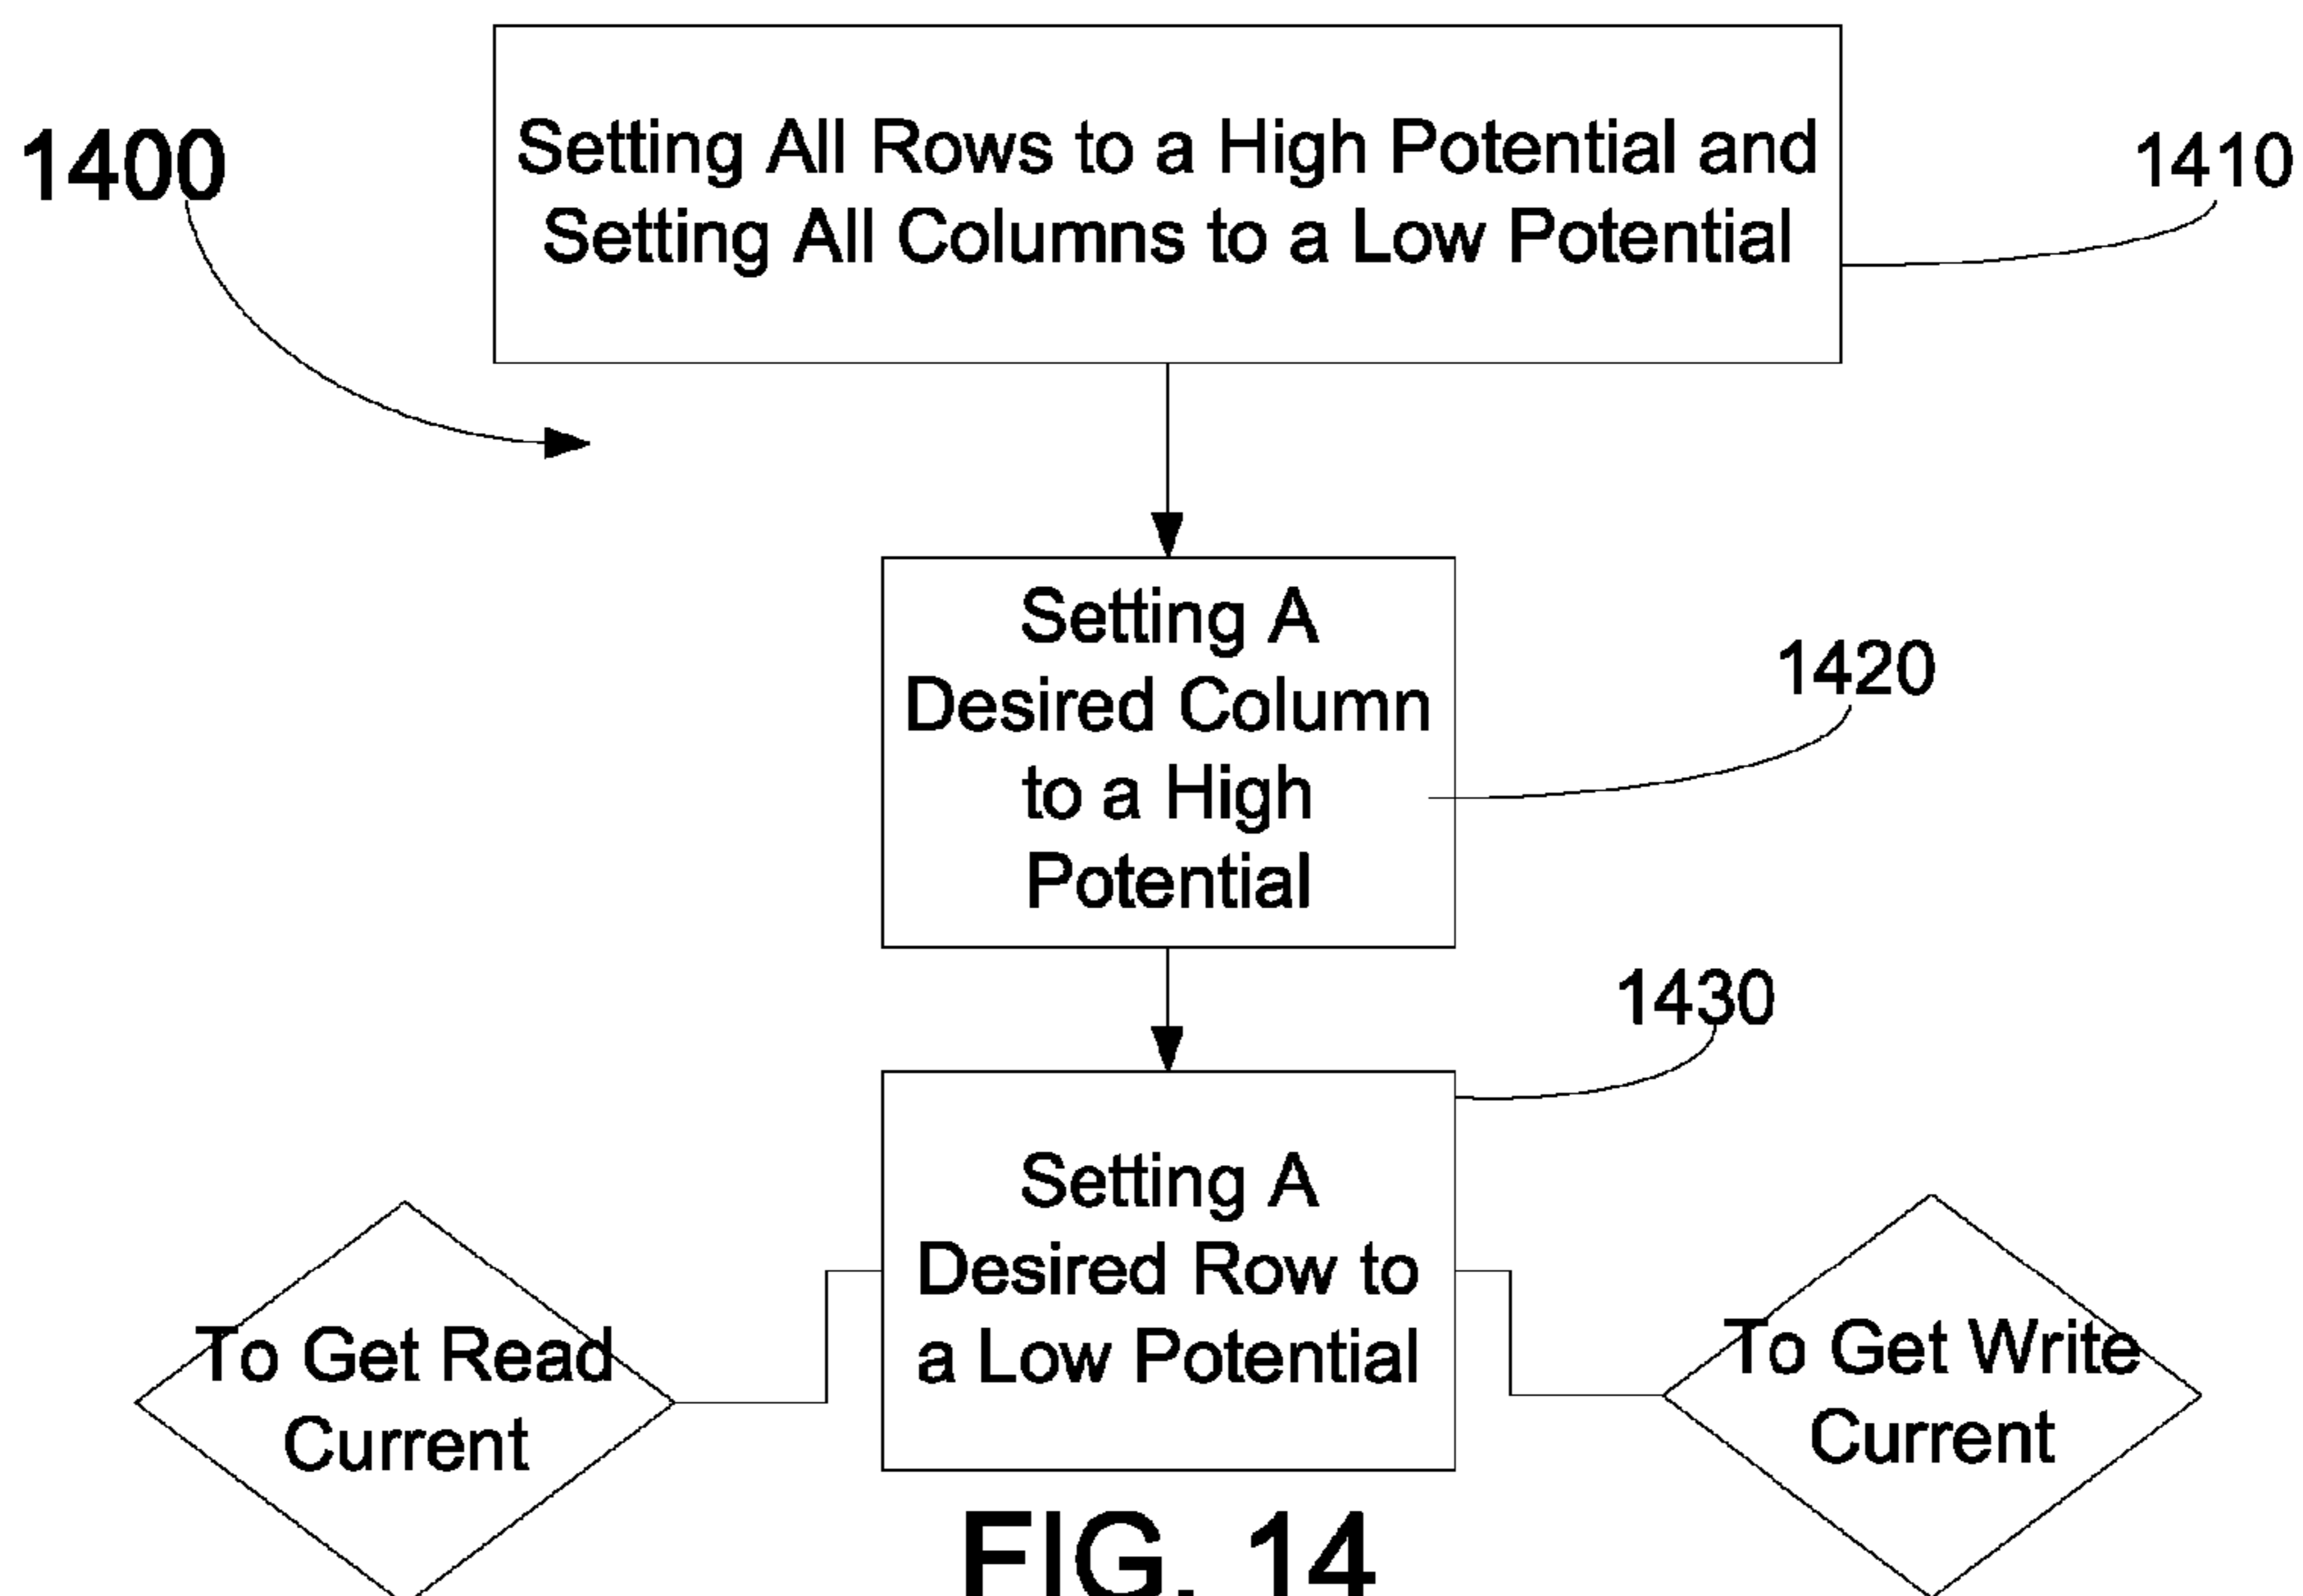 1400
Setting All Rows to a High Potential and
Setting All Columns to a Low Potential
1410
Setting A
Desired Column
to a High
Potential
1420
1430
Setting A
Desired Row to
a Low Potential
To Get Read
Current
To Get Write
Current
FIG. 14